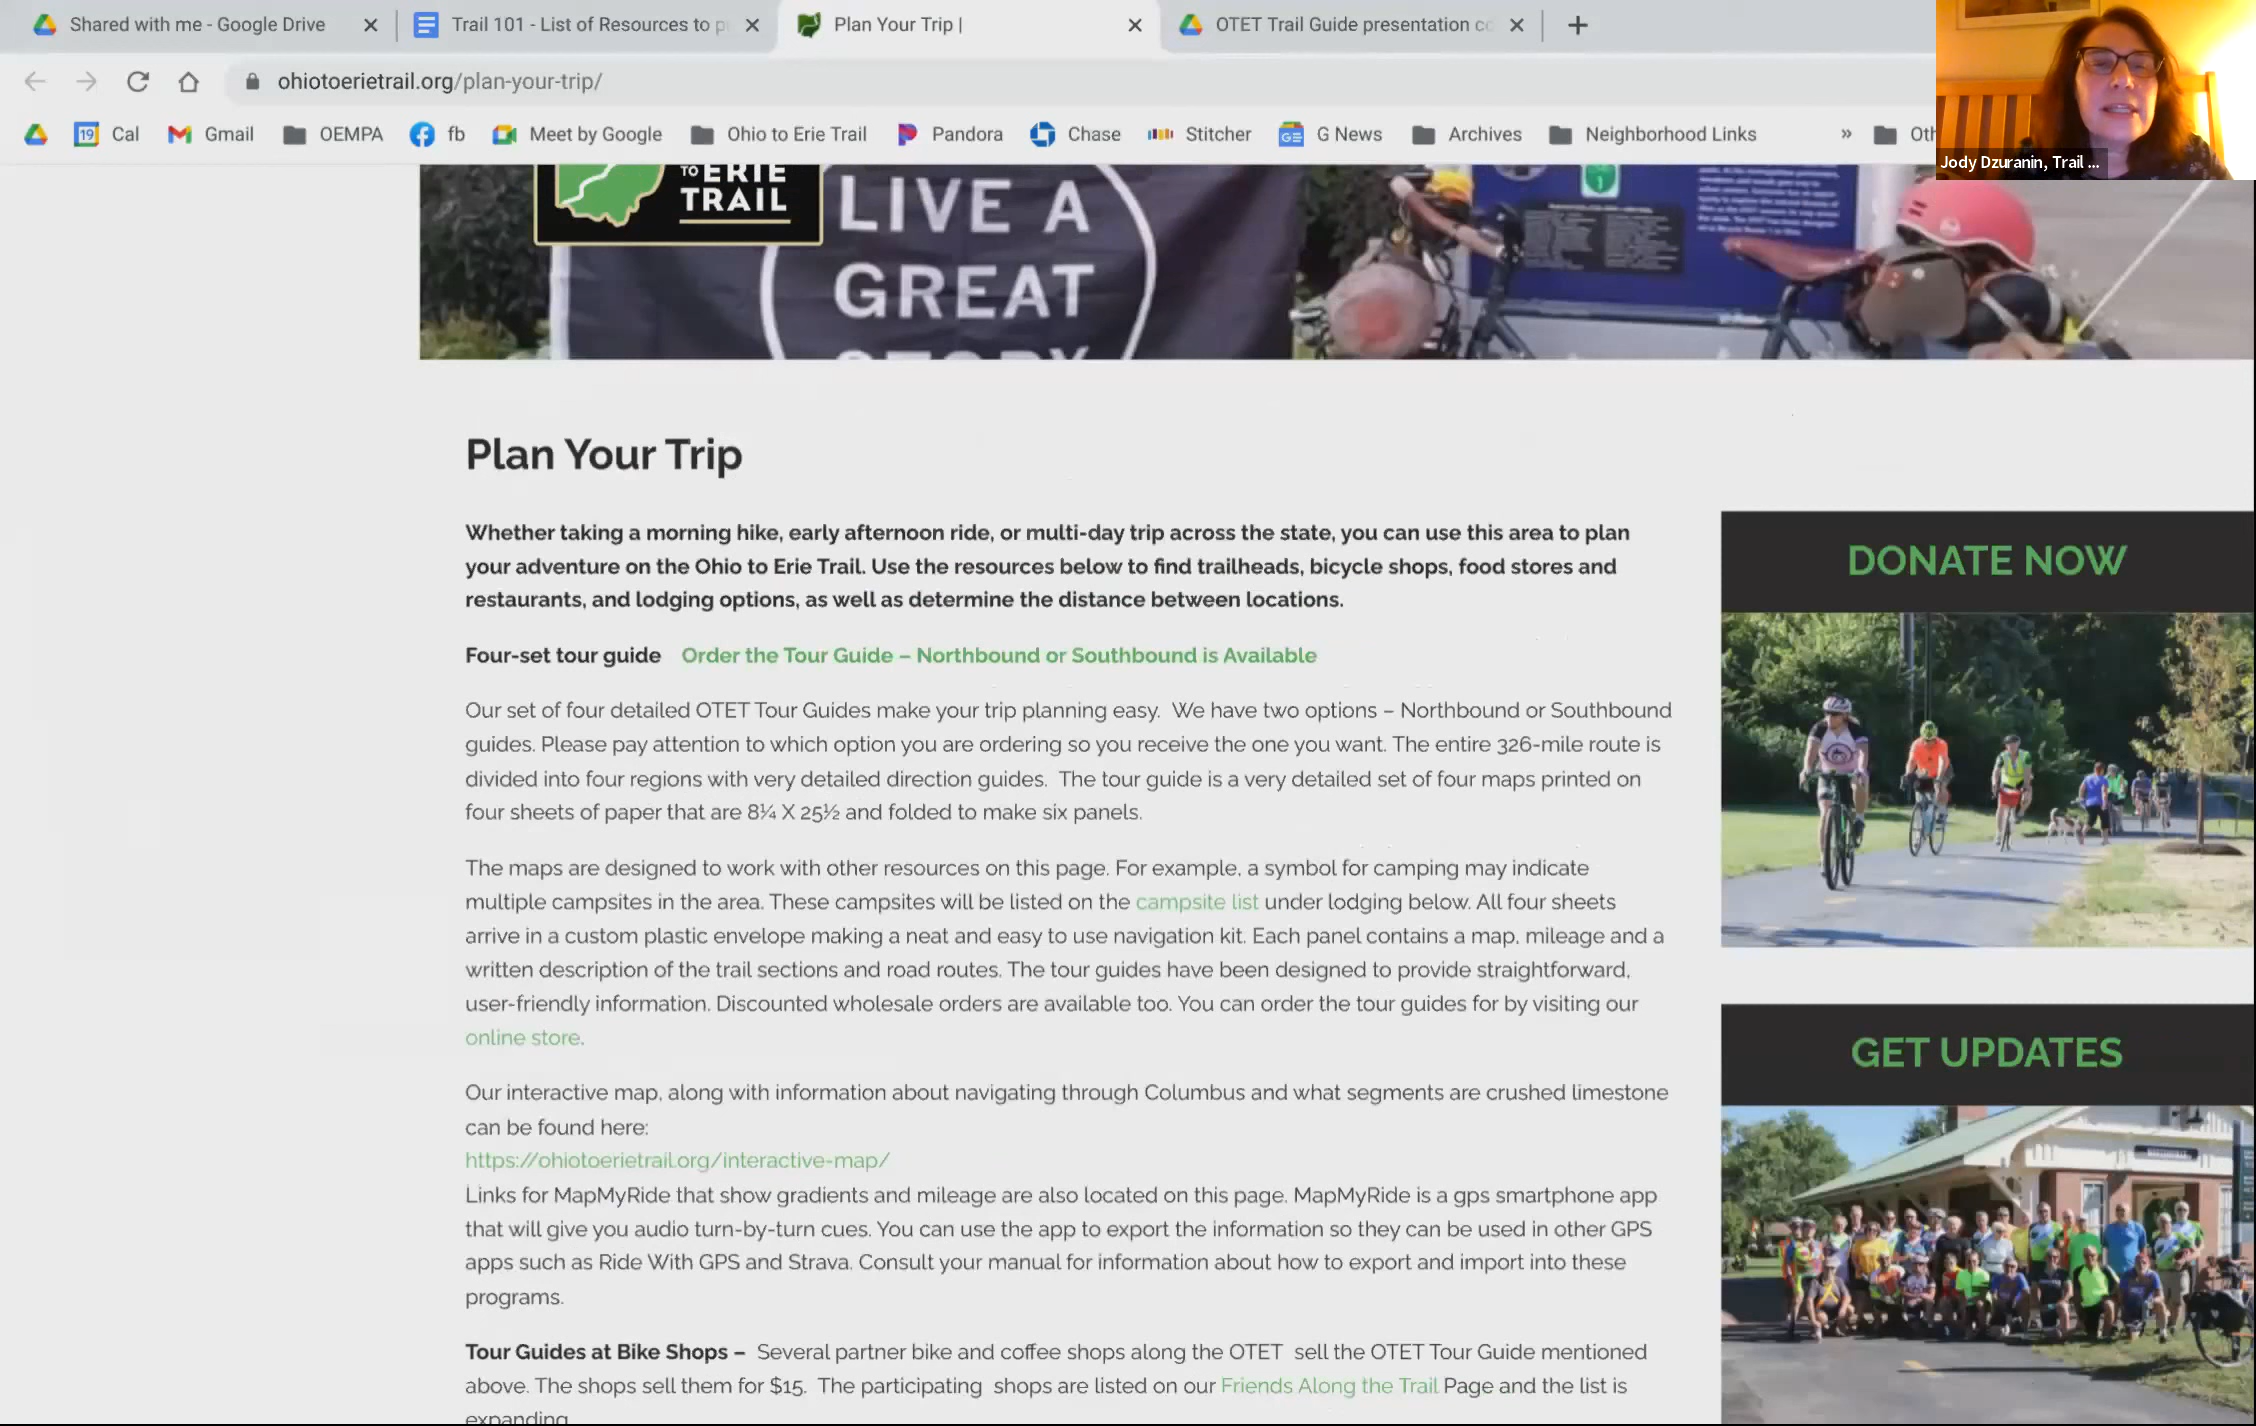 Shared with me - Google Drive
Trail 101 - List of Resources to p
Plan Your Trip |
OTET Trail Guide presentation co
ohiotoerietrail.org/plan-your-trip/
Cal
Gmail
OEMPA
fb
Meet by Google
Ohio to Erie Trail
Pandora
Chase
Stitcher
G News
Archives
Neighborhood Links
»
Oth
Jody Dzuranin, Trail ...
TO ERIE
TRAIL
LIVE A
GREAT
STORY
1
Plan Your Trip
Whether taking a morning hike, early afternoon ride, or multi-day trip across the state, you can use this area to plan
your adventure on the Ohio to Erie Trail. Use the resources below to find trailheads, bicycle shops, food stores and
restaurants, and lodging options, as well as determine the distance between locations.
Four-set tour guide Order the Tour Guide – Northbound or Southbound is Available
Our set of four detailed OTET Tour Guides make your trip planning easy. We have two options – Northbound or Southbound
guides. Please pay attention to which option you are ordering so you receive the one you want. The entire 326-mile route is
divided into four regions with very detailed direction guides. The tour guide is a very detailed set of four maps printed on
four sheets of paper that are 8¼ X 25½ and folded to make six panels.
The maps are designed to work with other resources on this page. For example, a symbol for camping may indicate
multiple campsites in the area. These campsites will be listed on the campsite list under lodging below. All four sheets
arrive in a custom plastic envelope making a neat and easy to use navigation kit. Each panel contains a map, mileage and a
written description of the trail sections and road routes. The tour guides have been designed to provide straightforward,
user-friendly information. Discounted wholesale orders are available too. You can order the tour guides for by visiting our
online store.
Our interactive map, along with information about navigating through Columbus and what segments are crushed limestone
can be found here:
https://ohiotoerietrail.org/interactive-map/
Links for MapMyRide that show gradients and mileage are also located on this page. MapMyRide is a gps smartphone app
that will give you audio turn-by-turn cues. You can use the app to export the information so they can be used in other GPS
apps such as Ride With GPS and Strava. Consult your manual for information about how to export and import into these
programs.
Tour Guides at Bike Shops – Several partner bike and coffee shops along the OTET sell the OTET Tour Guide mentioned
above. The shops sell them for $15. The participating shops are listed on our Friends Along the Trail Page and the list is
expanding
DONATE NOW
GET UPDATES